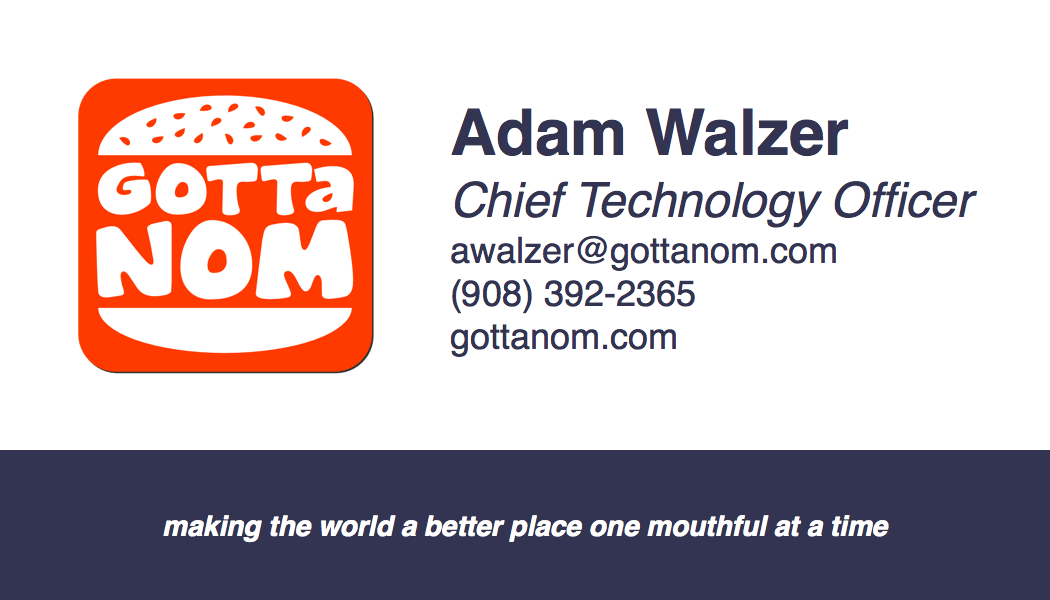 GOTTa
NOM
Adam Walzer
Chief Technology Officer
awalzer@gottanom.com
(908) 392-2365
gottanom.com
making the world a better place one mouthful at a time